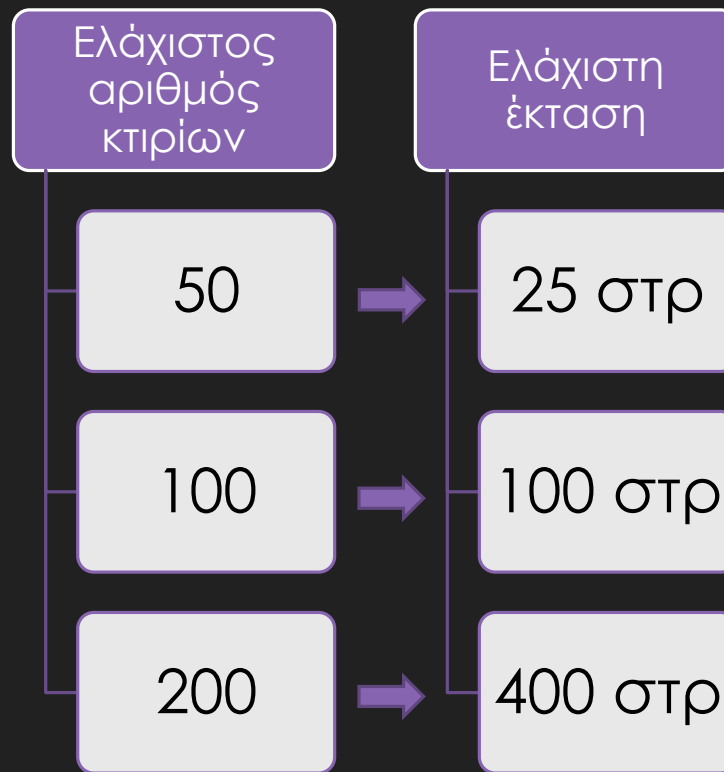 Ελάχιστος
αριθμός
κτιρίων
Ελάχιστη
έκταση
50
25 στρ
100
100 στρ
200
400 στρ